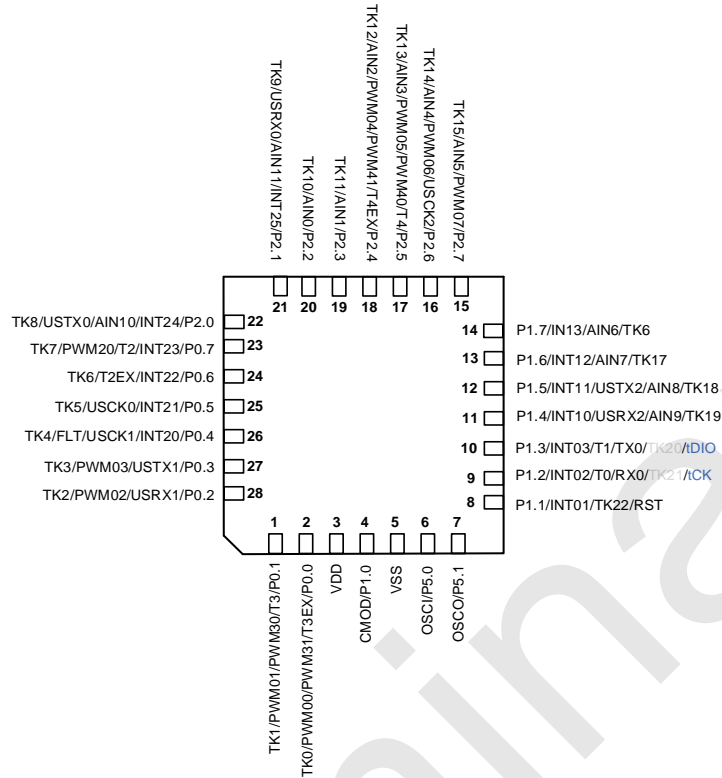 TK9/USRX0/AIN11/INT25/P2.1
TK10/AIN0/P2.2
TK11/AIN1/P2.3
TK12/AIN2/PWM04/PWM41/T4EX/P2.4
TK13/AIN3/PWM05/PWM40/T4/P2.5
TK14/AIN4/PWM06/USCK2/P2.6
TK15/AIN5/PWM07/P2.7
21 20 19 18 17 16 15
TK8/USTX0/AIN10/INT24/P2.0 22
TK7/PWM20/T2/INT23/P0.7 23
TK6/T2EX/INT22/P0.6 24
TK5/USCK0/INT21/P0.5 25
TK4/FLT/USCK1/INT20/P0.4 26
TK3/PWM03/USTX1/P0.3 27
TK2/PWM02/USRX1/P0.2 28
14 P1.7/IN13/AIN6/TK6
13 P1.6/INT12/AIN7/TK17
12 P1.5/INT11/USTX2/AIN8/TK18
11 P1.4/INT10/USRX2/AIN9/TK19
10 P1.3/INT03/T1/TX0/TK20/tDIO
9 P1.2/INT02/T0/RX0/TK21/tCK
8 P1.1/INT01/TK22/RST
1 2 3 4 5 6 7
TK1/PWM01/PWM30/T3/P0.1
TK0/PWM00/PWM31/T3EX/P0.0
VDD
CMOD/P1.0
VSS
OSCI/P5.0
OSCO/P5.1